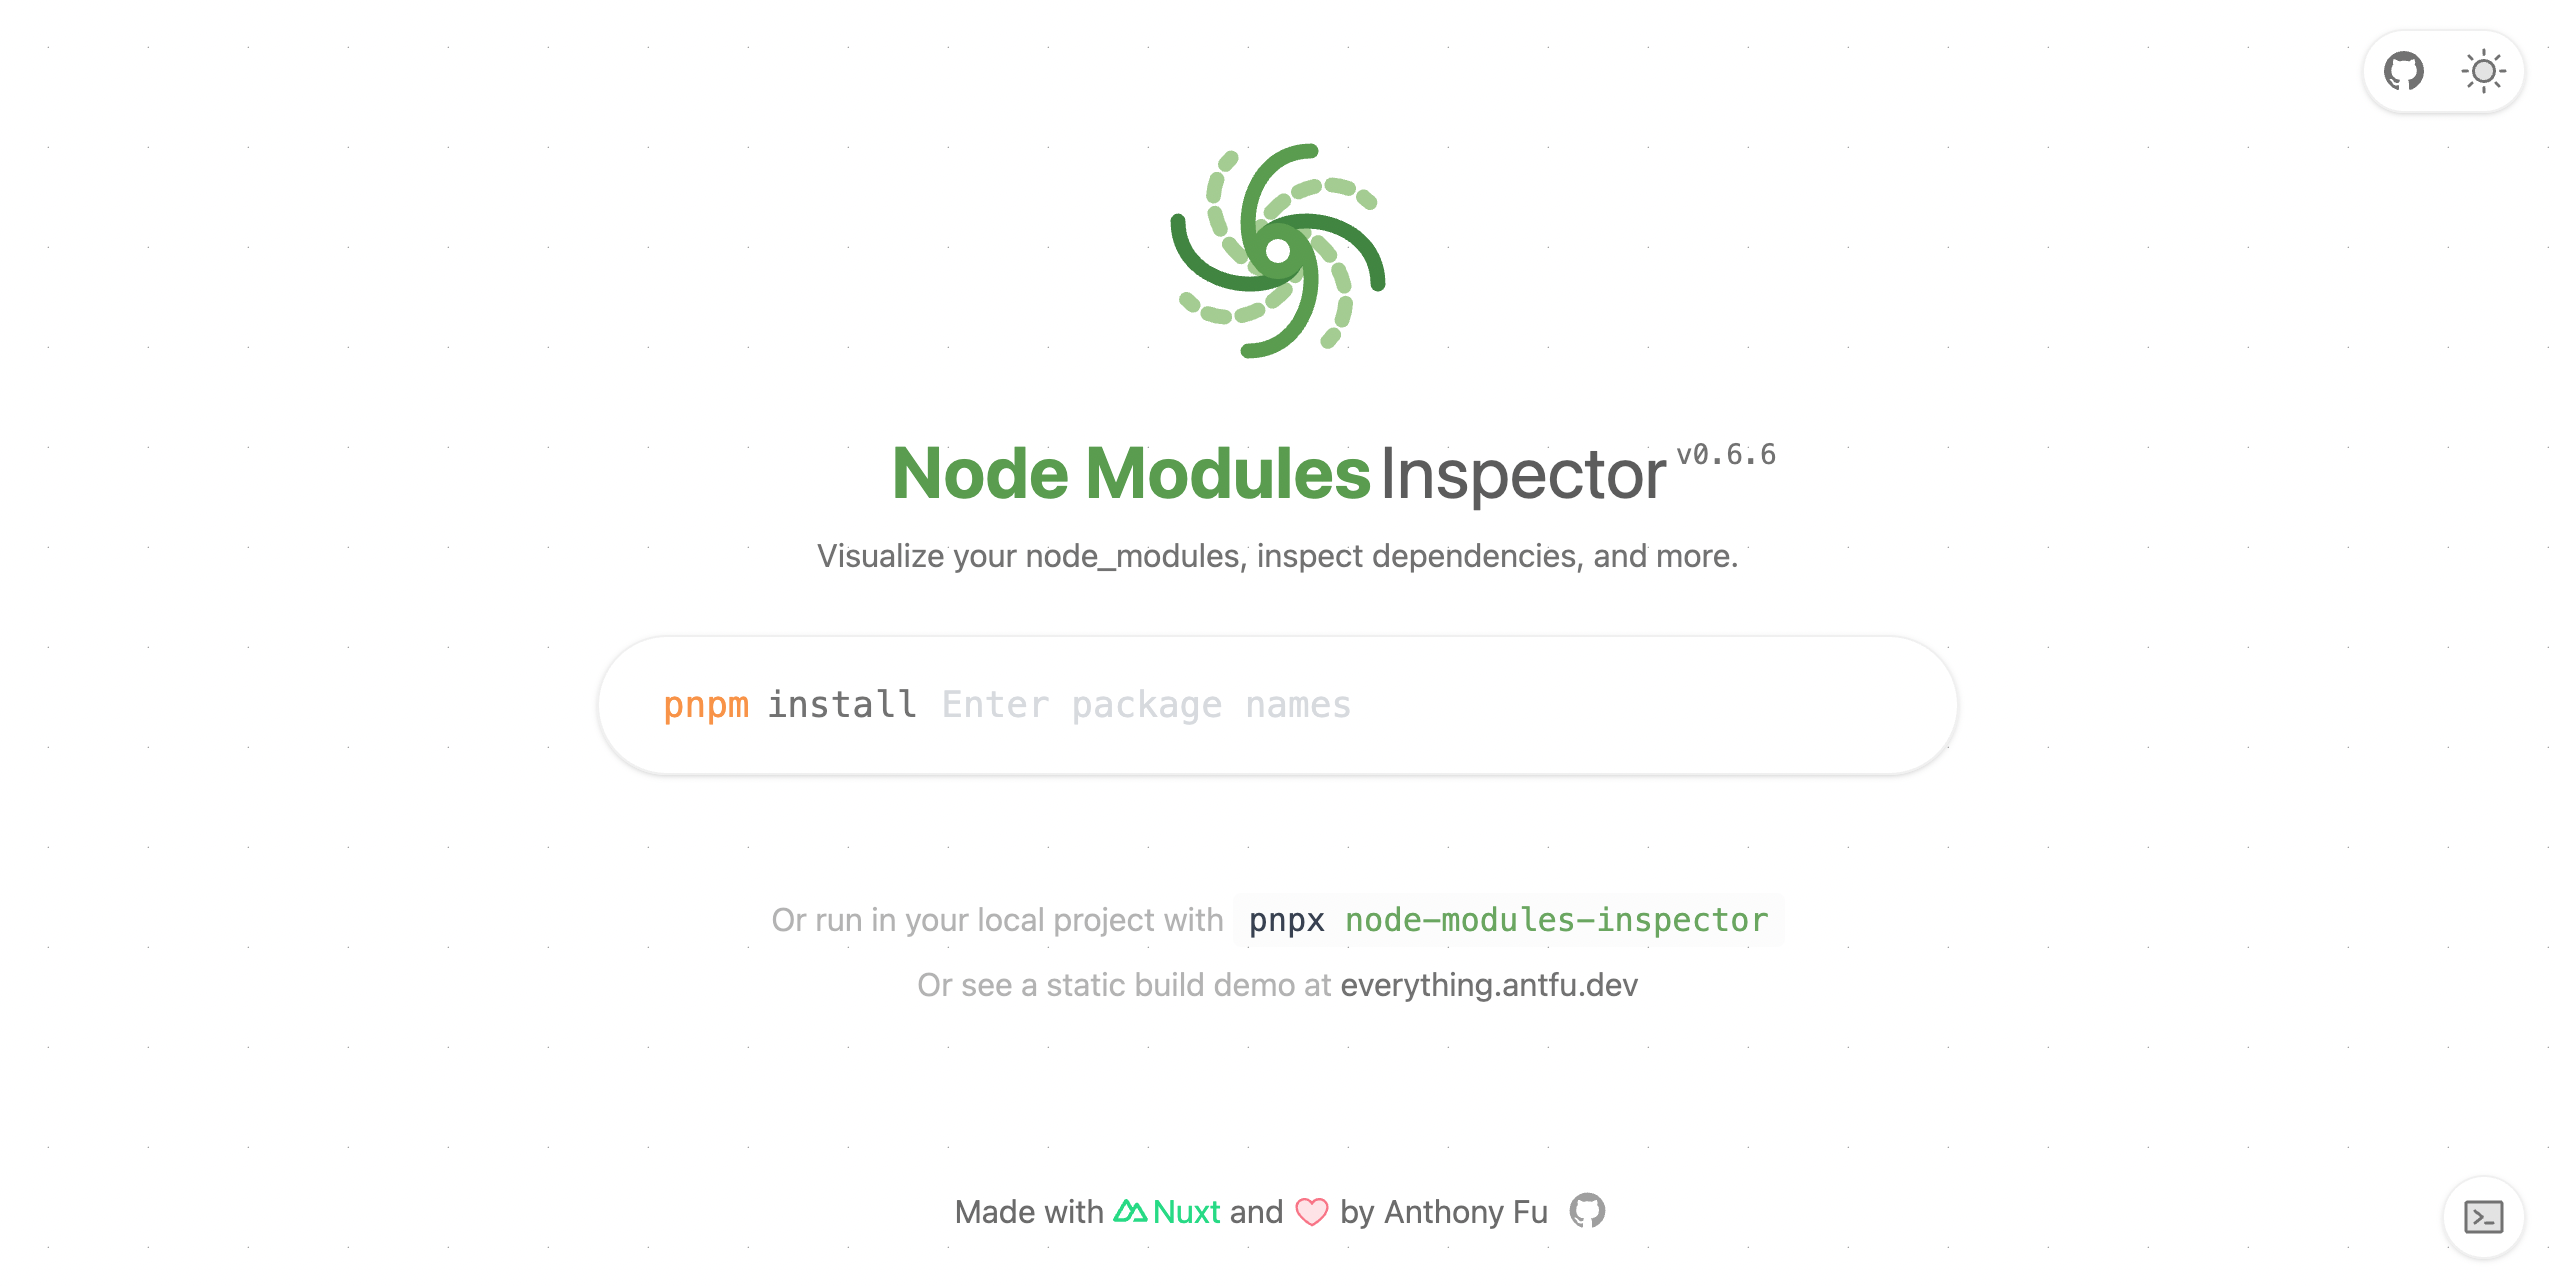 Node Modules Inspector v0.6.6
Visualize your node_modules, inspect dependencies, and more.
pnpm install Enter package names
Or run in your local project with pnpx node-modules-inspector
Or see a static build demo at everything.antfu.dev
Made with Nuxt and by Anthony Fu